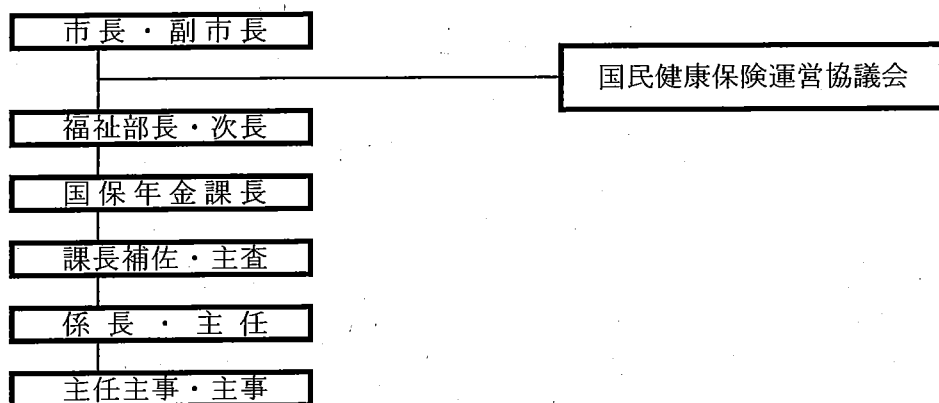 市長・副市長
国民健康保険運営協議会
福祉部長・次長
国保年金課長
課長補佐・主査
係長・主任
主任主事・主事